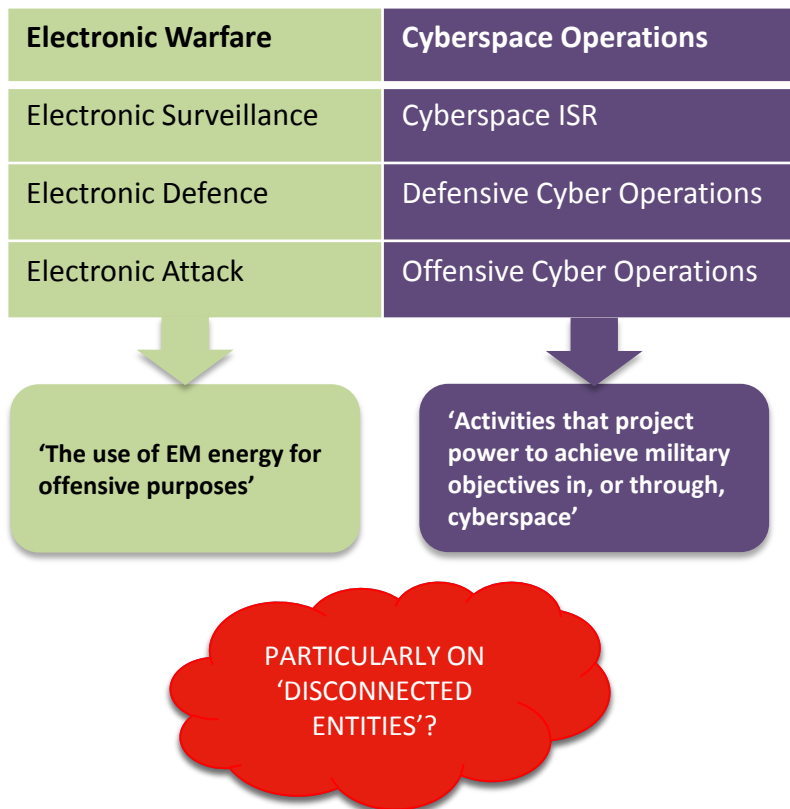 Electronic Warfare
Cyberspace Operations
Electronic Surveillance
Cyberspace ISR
Electronic Defence
Defensive Cyber Operations
Electronic Attack
Offensive Cyber Operations
‘The use of EM energy for
offensive purposes’
‘Activities that project
power to achieve military
objectives in, or through,
cyberspace’
PARTICULARLY ON
‘DISCONNECTED
ENTITIES’?